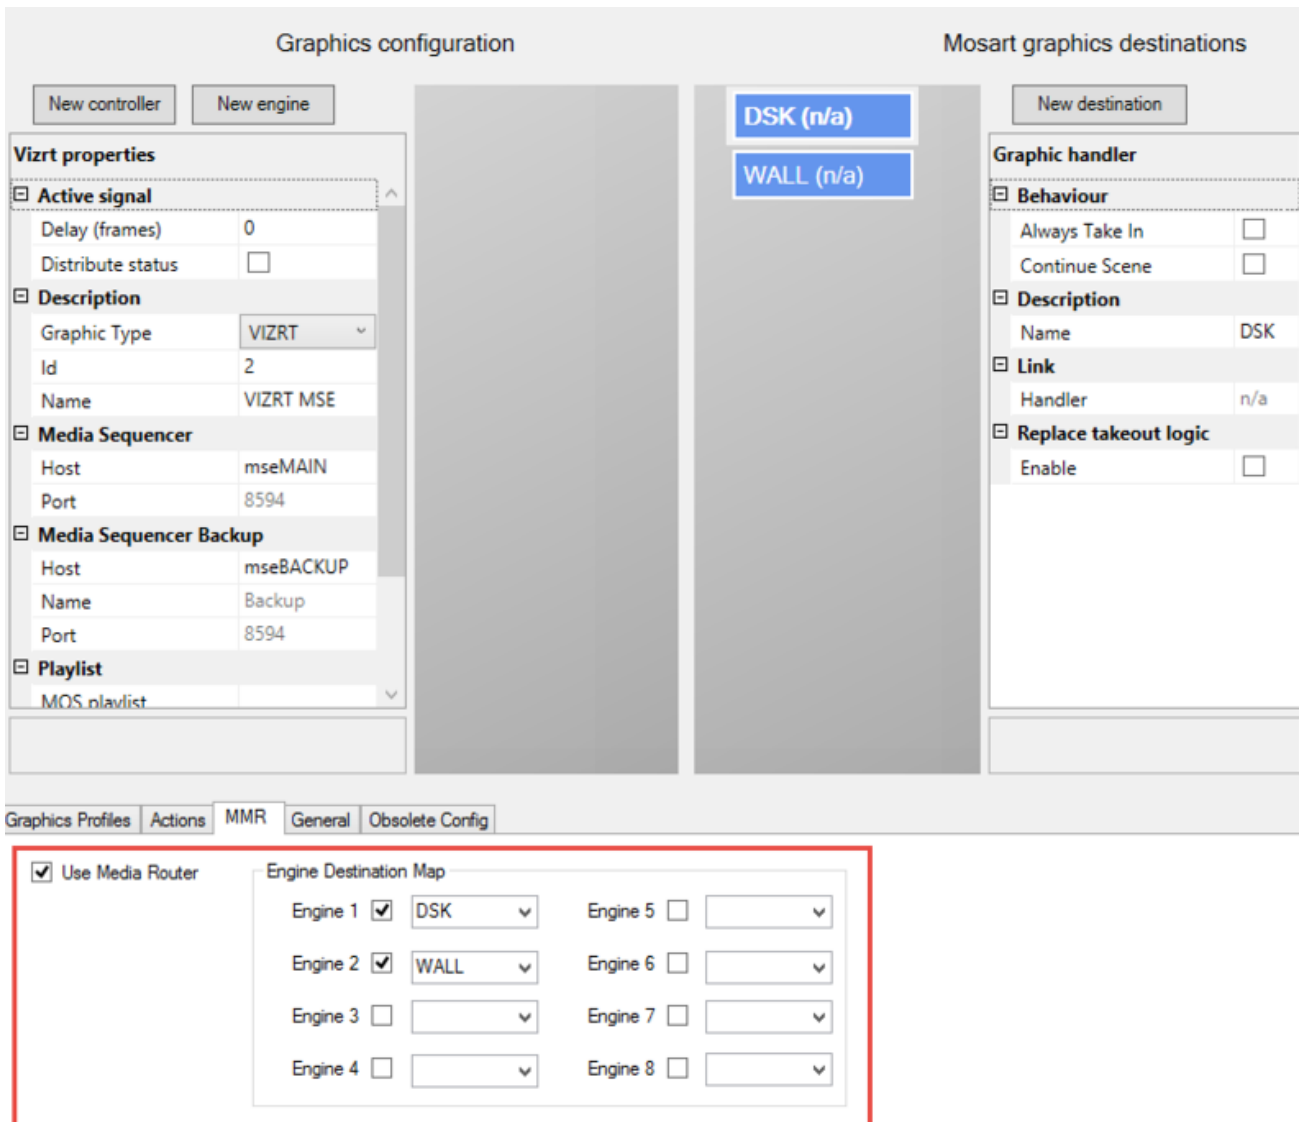 Graphics configuration
Mosart graphics destinations
New controller
New engine
DSK (n/a)
WALL (n/a)
New destination
Vizrt properties
Active signal
Delay (frames) 0
Distribute status
Description
Graphic Type VIZRT
Id 2
Name VIZRT MSE
Media Sequencer
Host mseMAIN
Port 8594
Media Sequencer Backup
Host mseBACKUP
Name Backup
Port 8594
Playlist
MOS playlist
Graphic handler
Behaviour
Always Take In
Continue Scene
Description
Name DSK
Link
Handler n/a
Replace takeout logic
Enable
Graphics Profiles Actions MMR General Obsolete Config
Use Media Router
Engine Destination Map
Engine 1 DSK Engine 5
Engine 2 WALL Engine 6
Engine 3 Engine 7
Engine 4 Engine 8